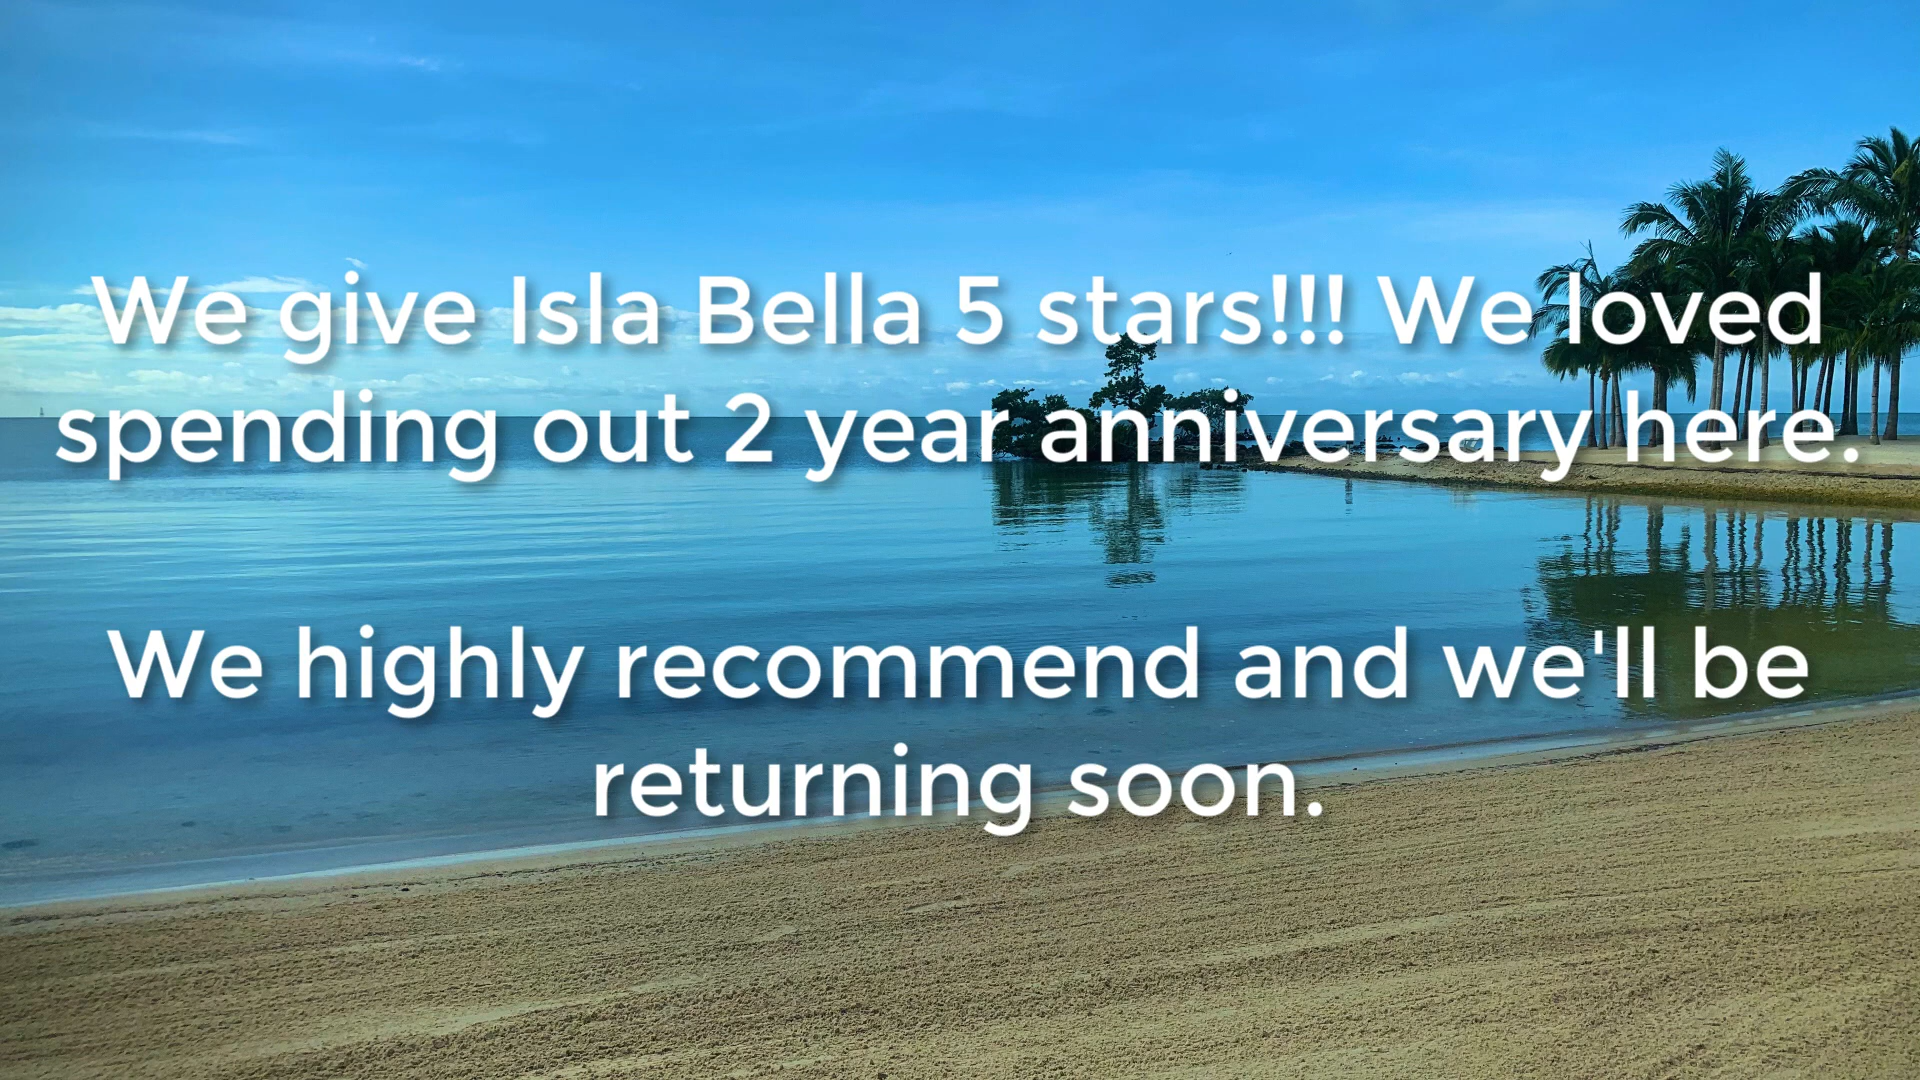 We give Isla Bella 5 stars!!! We loved
spending out 2 year anniversary here.
We highly recommend and we'll be
returning soon.